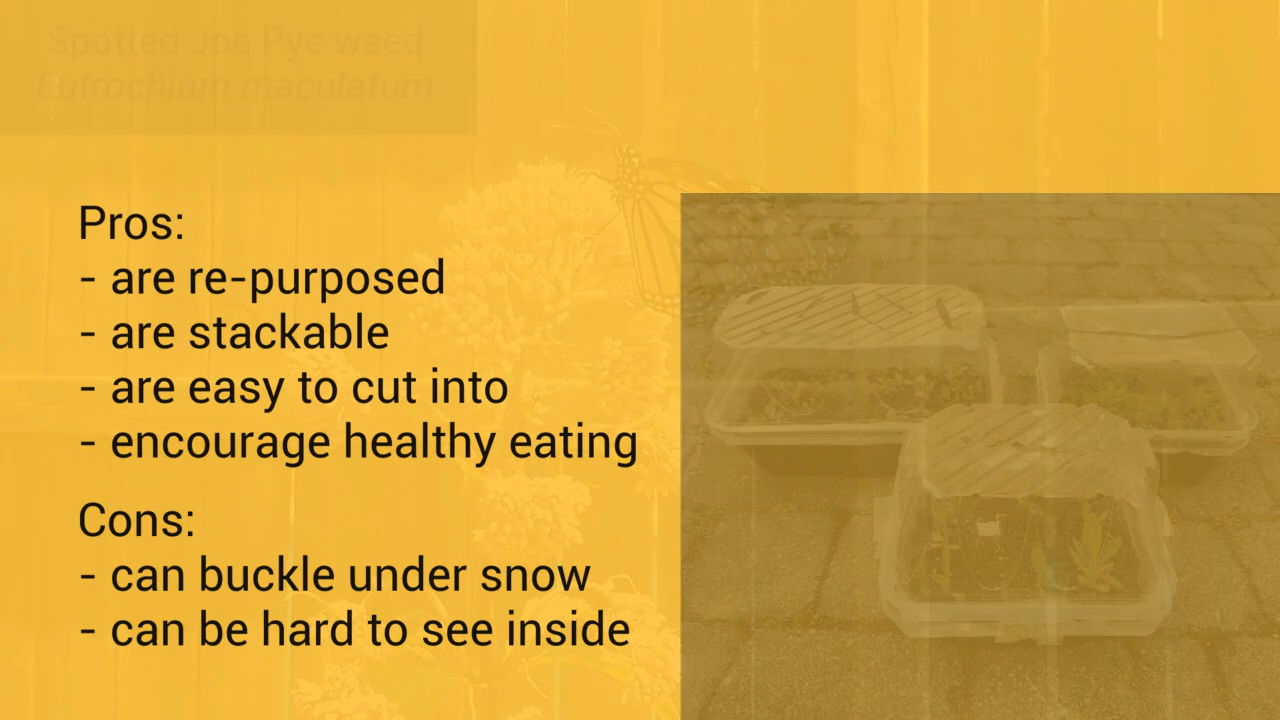 Spotted Joe Pye weed
Eutrochium maculatum
Pros:
- are re-purposed
- are stackable
- are easy to cut into
- encourage healthy eating
Cons:
- can buckle under snow
- can be hard to see inside